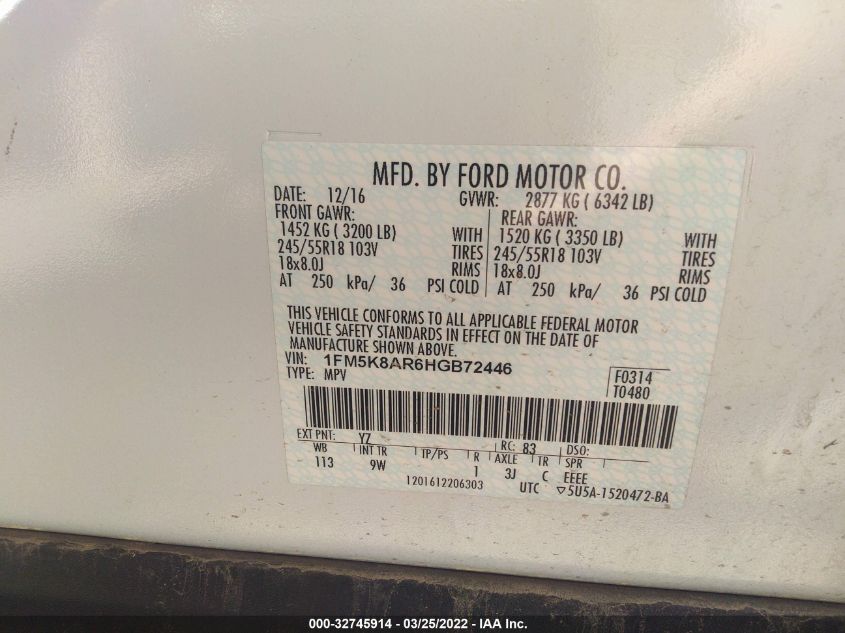 MFD. BY FORD MOTOR CO.
DATE: 12/16 GVWR: 2877 KG ( 6342 LB)
FRONT GAWR: REAR GAWR:
1452 KG ( 3200 LB) WITH 1520 KG ( 3350 LB) WITH
245/55R18 103V TIRES 245/55R18 103V TIRES
18x8.0J RIMS 18x8.0J RIMS
AT 250 kPa/ 36 PSI COLD AT 250 kPa/ 36 PSI COLD
THIS VEHICLE CONFORMS TO ALL APPLICABLE FEDERAL MOTOR
VEHICLE SAFETY STANDARDS IN EFFECT ON THE DATE OF
MANUFACTURE SHOWN ABOVE.
VIN: 1FM5K8AR6HGB72446
TYPE: MPV
F0314
T0480
EXT PNT: YZ RC: 83 DSO:
WB INT TR TP/PS R AXLE TR SPR
113 9W 1 3J C EEEE
1201612206303 UTC ▽5U5A-1520472-BA
000-32745914 - 03/25/2022 - IAA Inc.